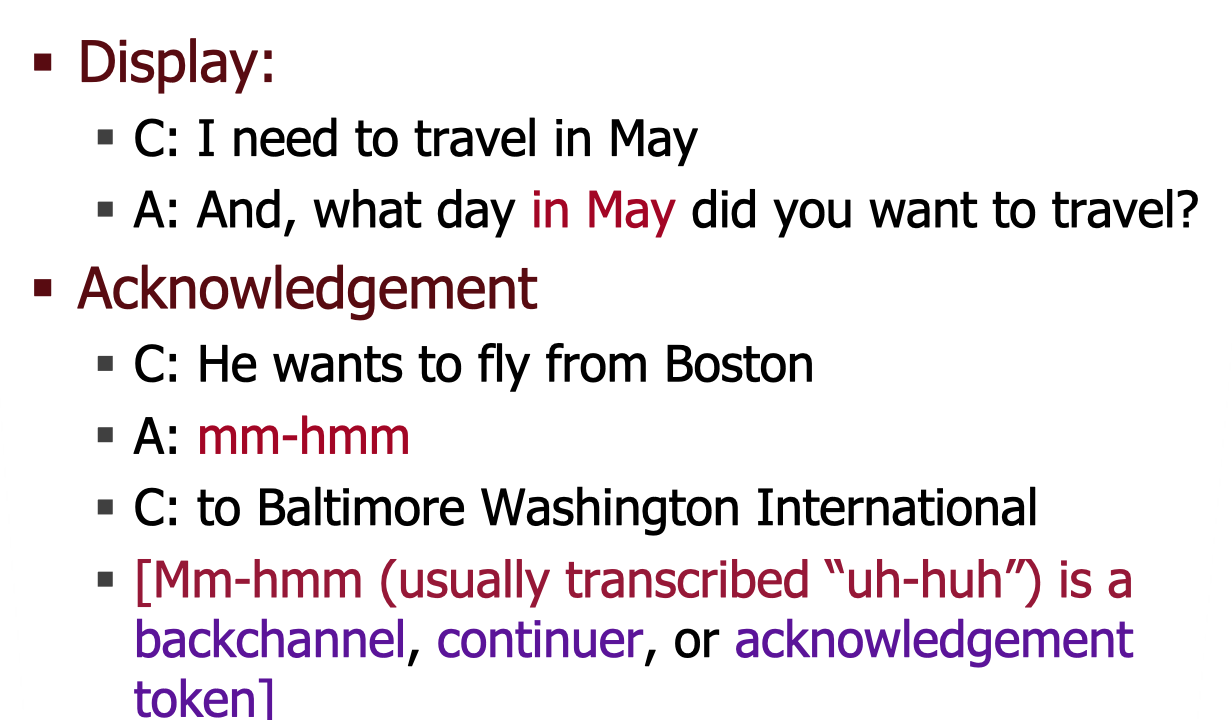 ▪ Display:
▪ C: I need to travel in May
▪ A: And, what day in May did you want to travel?
▪ Acknowledgement
▪ C: He wants to fly from Boston
▪ A: mm-hmm
▪ C: to Baltimore Washington International
▪ [Mm-hmm (usually transcribed “uh-huh”) is a
backchannel, continuer, or acknowledgement
token]